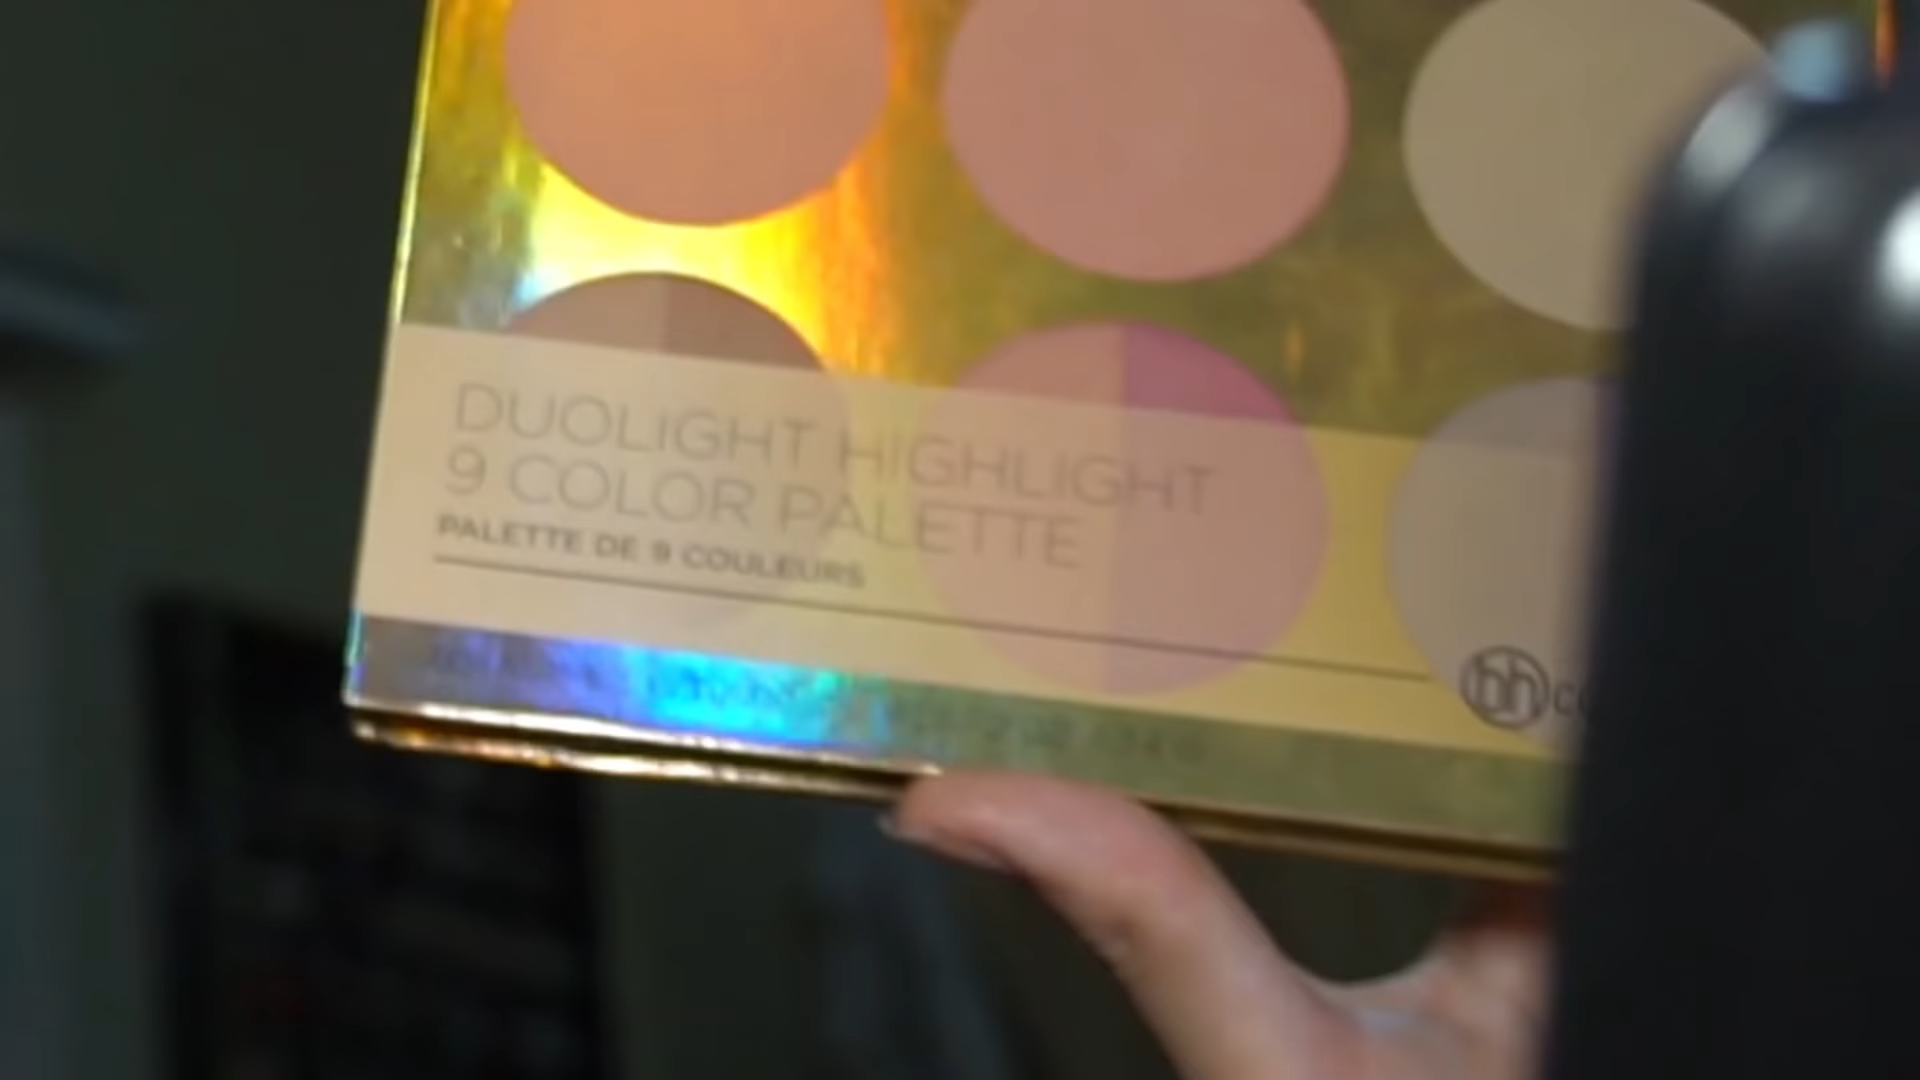 DUOLIGHT HIGHLIGHT
9 COLOR PALETTE
PALETTE DE 9 COULEURS
bh